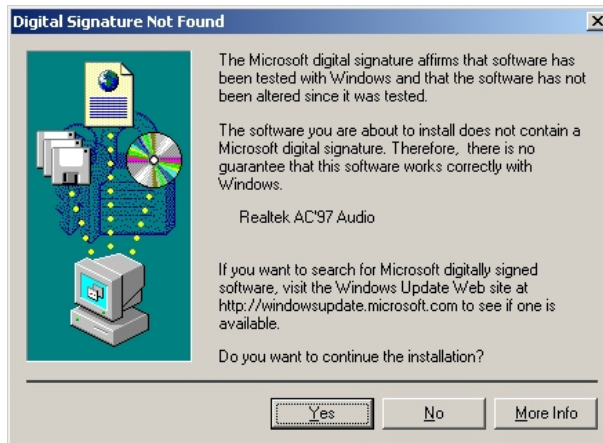 Digital Signature Not Found
The Microsoft digital signature affirms that software has
been tested with Windows and that the software has not
been altered since it was tested.
The software you are about to install does not contain a
Microsoft digital signature. Therefore, there is no
guarantee that this software works correctly with
Windows.
Realtek AC'97 Audio
If you want to search for Microsoft digitally signed
software, visit the Windows Update Web site at
http://windowsupdate.microsoft.com to see if one is
available.
Do you want to continue the installation?
Yes No More Info